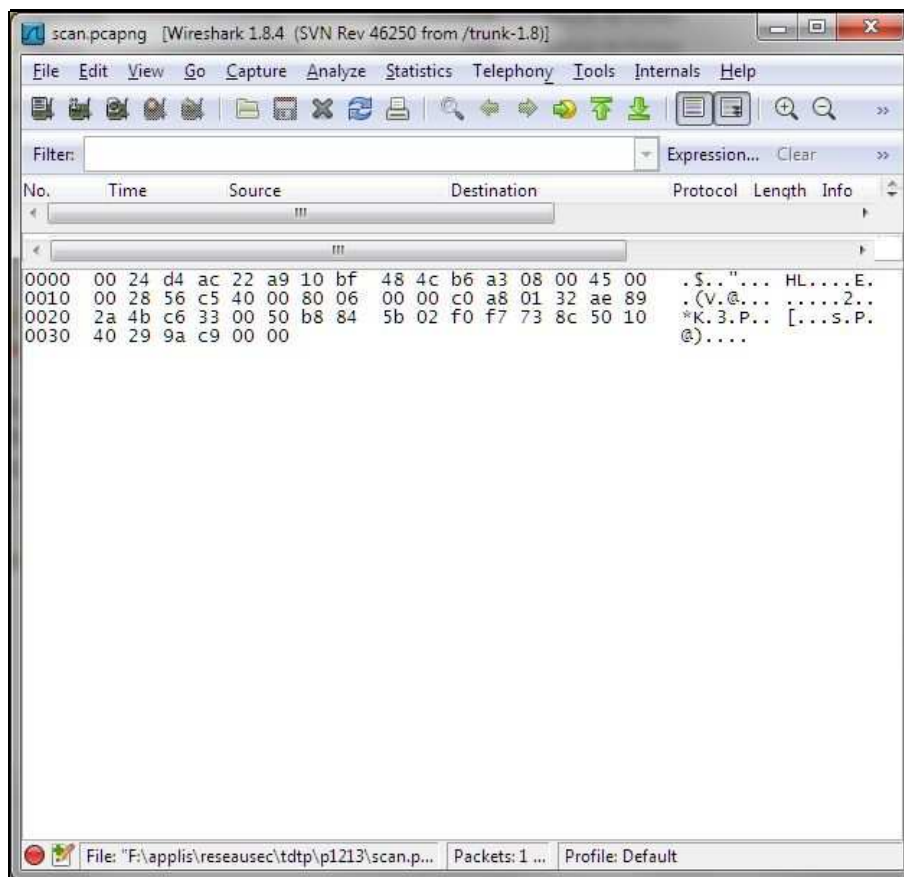 scan.pcapng [Wireshark 1.8.4 (SVN Rev 46250 from /trunk-1.8)]
File Edit View Go Capture Analyze Statistics Telephony Tools Internals Help
Filter: Expression... Clear
No. Time Source Destination Protocol Length Info
0000 00 24 d4 ac 22 a9 10 bf 48 4c b6 a3 08 00 45 00 .$..".... HL....E.
0010 00 28 56 c5 40 00 80 06 00 00 c0 a8 01 32 ae 89 .(V.@... .....2..
0020 2a 4b c6 33 00 50 b8 84 5b 02 f0 f7 73 8c 50 10 *K.3.P.. [...s.P.
0030 40 29 9a c9 00 00 @)....
File: "F:\applis\reseausec\tdtp\p1213\scan.p... Packets: 1 ... Profile: Default